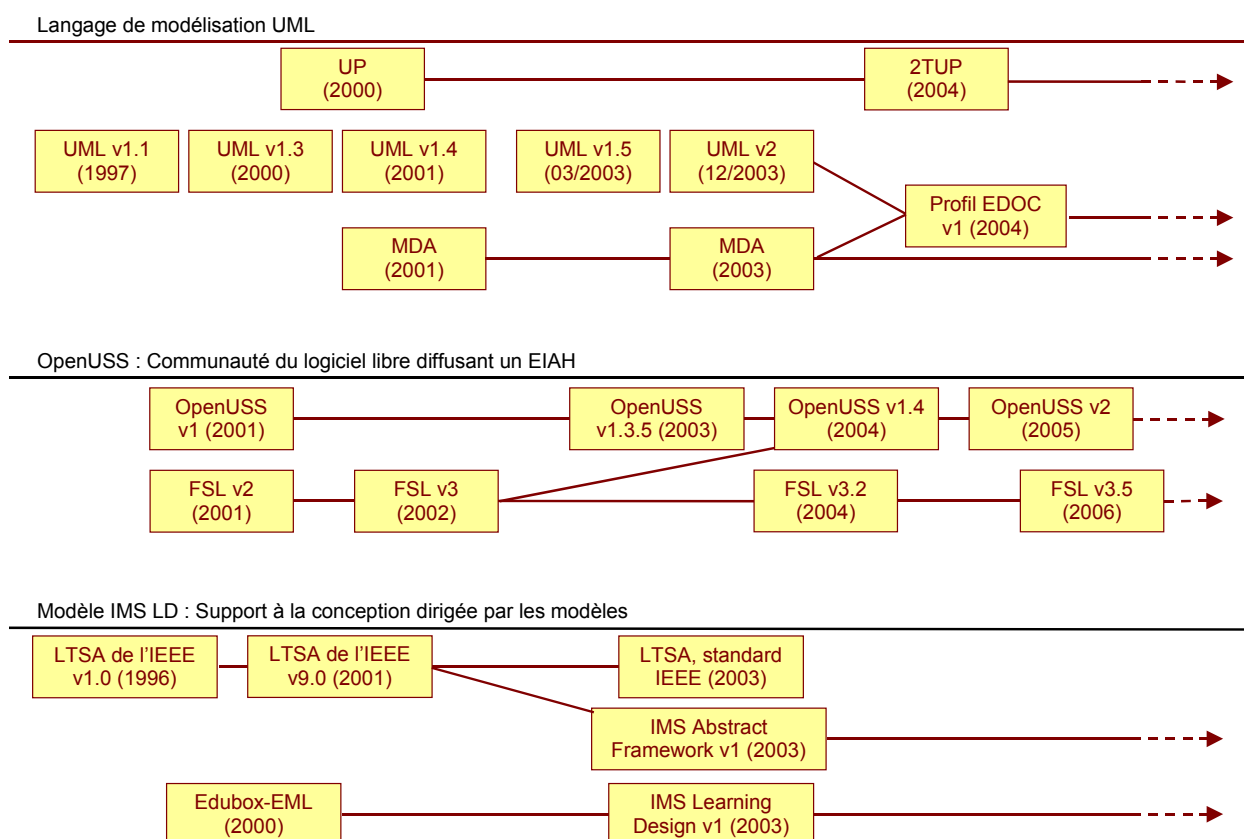 Langage de modélisation UML
UP
(2000)
2TUP
(2004)
UML v1.1
(1997)
UML v1.3
(2000)
UML v1.4
(2001)
UML v1.5
(03/2003)
UML v2
(12/2003)
Profil EDOC
v1 (2004)
MDA
(2001)
MDA
(2003)
OpenUSS : Communauté du logiciel libre diffusant un EIAH
OpenUSS
v1 (2001)
OpenUSS
v1.3.5 (2003)
OpenUSS v1.4
(2004)
OpenUSS v2
(2005)
FSL v2
(2001)
FSL v3
(2002)
FSL v3.2
(2004)
FSL v3.5
(2006)
Modèle IMS LD : Support à la conception dirigée par les modèles
LTSA de l'IEEE
v1.0 (1996)
LTSA de l'IEEE
v9.0 (2001)
LTSA, standard
IEEE (2003)
IMS Abstract
Framework v1 (2003)
Edubox-EML
(2000)
IMS Learning
Design v1 (2003)